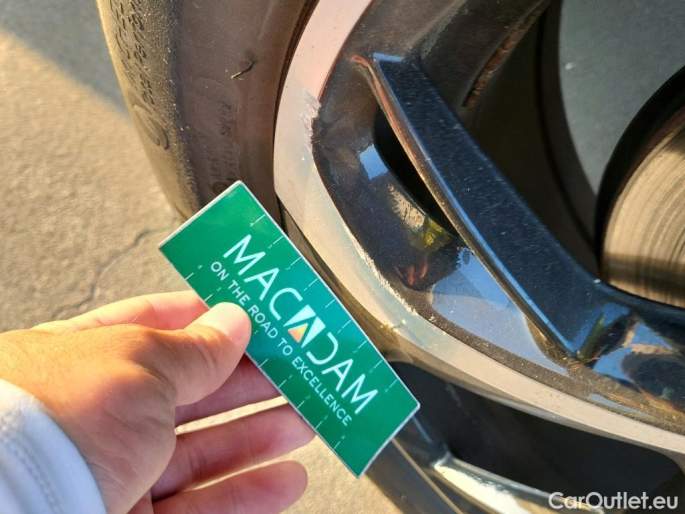 MACADAM
ON THE ROAD TO EXCELLENCE
CarOutlet.eu